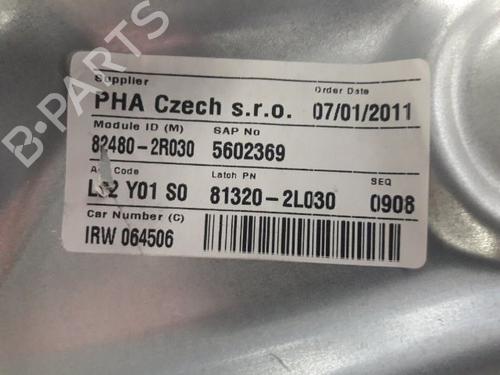 B-PARTS
Supplier Order Date
PHA Czech s.r.o. 07/01/2011
Module ID (M) SAP No
82480-2R030 5602369
Code Latch PN SEQ
Y01 S0 81320-2L030 0908
Car Number (C)
IRW 064506